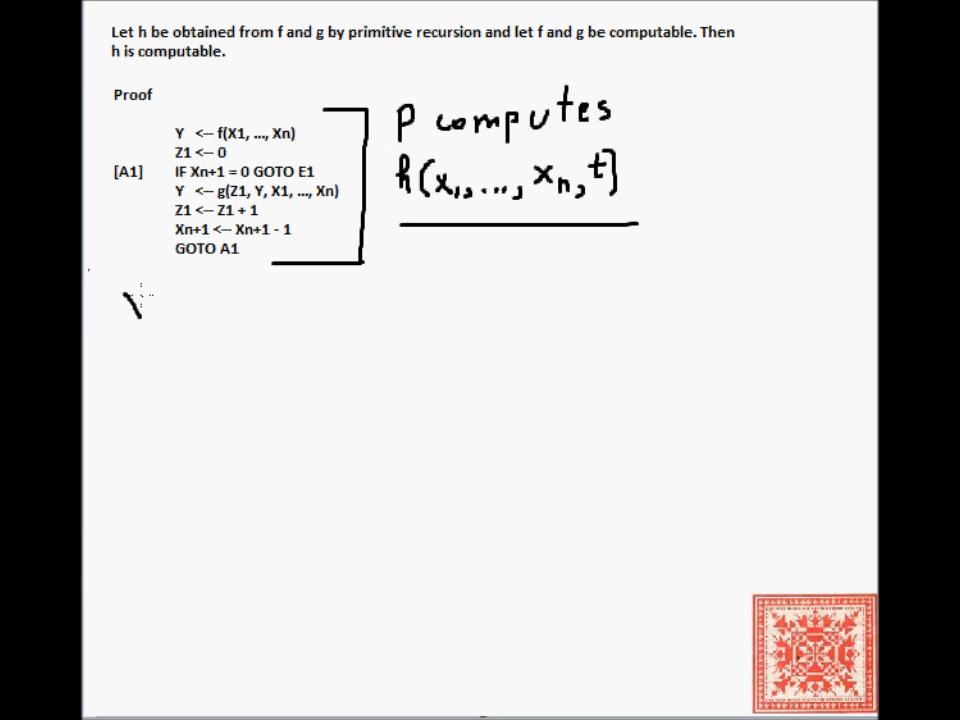 Let h be obtained from f and g by primitive recursion and let f and g be computable. Then
h is computable.
Proof
Y <-- f(X1, ..., Xn)
Z1 <-- 0
[A1] IF Xn+1 = 0 GOTO E1
Y <-- g(Z1, Y, X1, ..., Xn)
Z1 <-- Z1 + 1
Xn+1 <-- Xn+1 - 1
GOTO A1
P computes
h(x1, ..., xn, t)